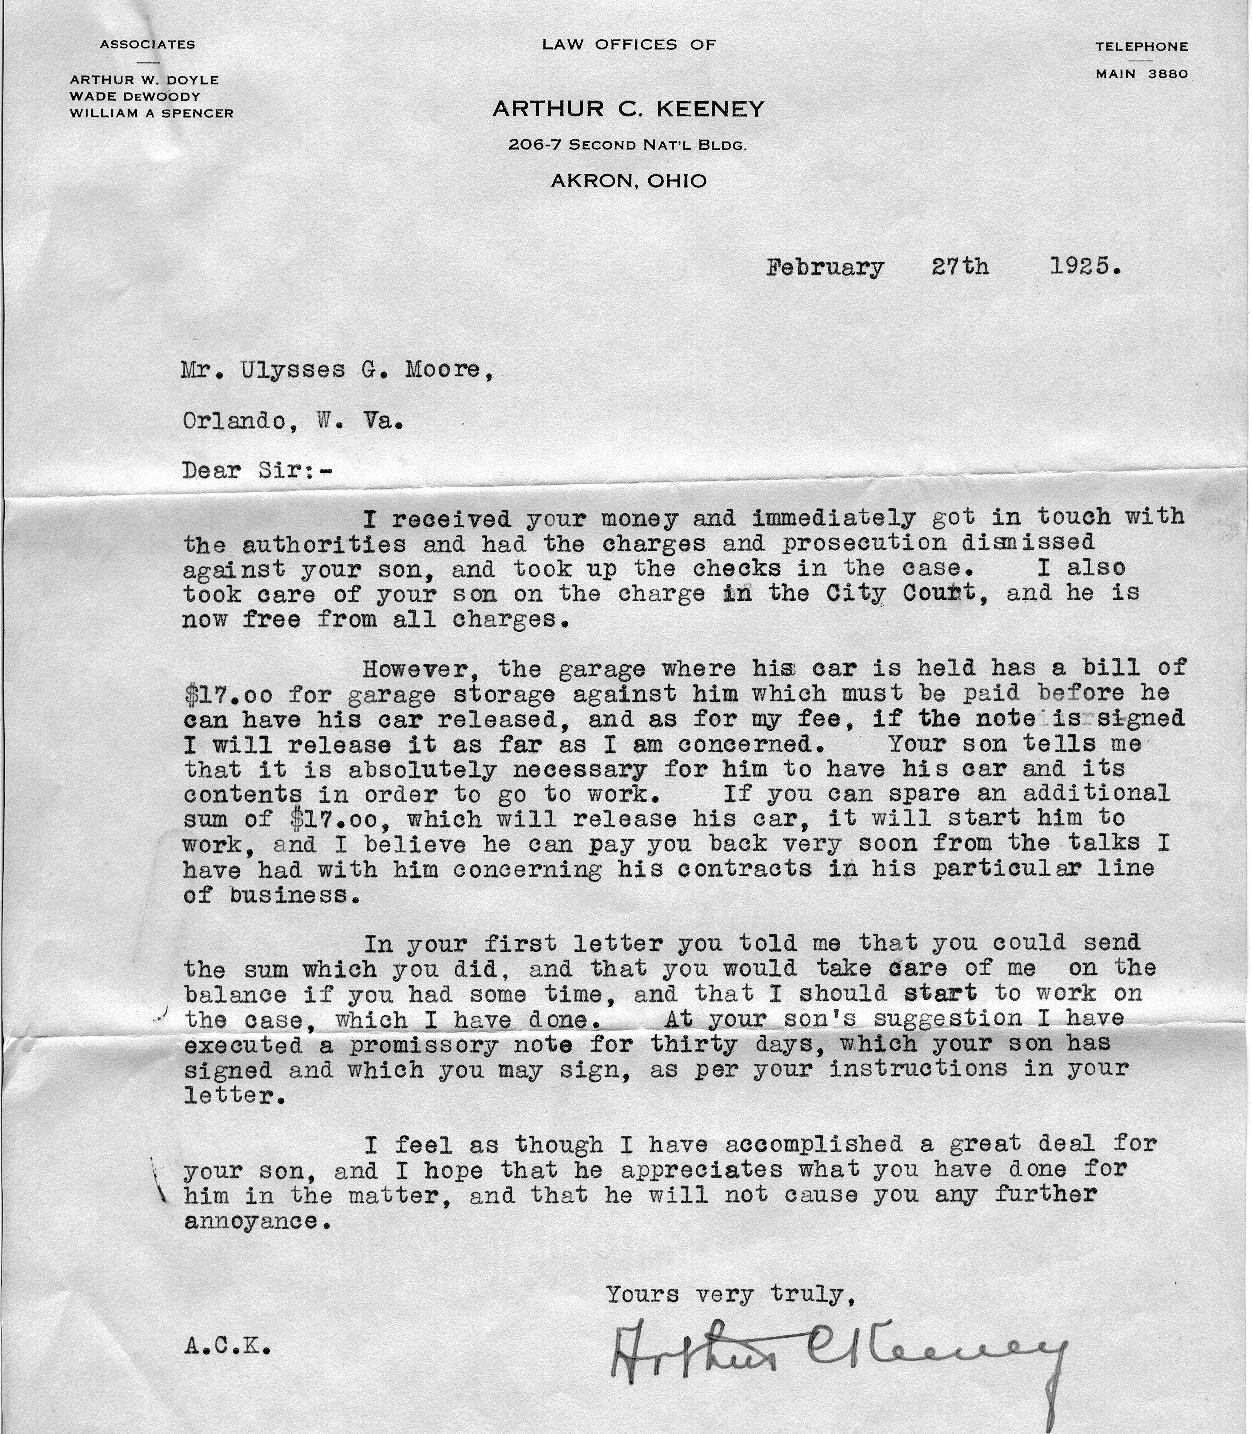 ASSOCIATES
ARTHUR W. DOYLE
WADE DEWOODY
WILLIAM A SPENCER
LAW OFFICES OF
ARTHUR C. KEENEY
206-7 SECOND NAT'L BLDG.
AKRON, OHIO
TELEPHONE
MAIN 3880
February 27th 1925.
Mr. Ulysses G. Moore,
Orlando, W. Va.
Dear Sir:-
I received your money and immediately got in touch with
the authorities and had the charges and prosecution dismissed
against your son, and took up the checks in the case. I also
took care of your son on the charge in the City Court, and he is
now free from all charges.
However, the garage where his car is held has a bill of
$17.00 for garage storage against him which must be paid before he
can have his car released, and as for my fee, if the note is signed
I will release it as far as I am concerned. Your son tells me
that it is absolutely necessary for him to have his car and its
contents in order to go to work. If you can spare an additional
sum of $17.00, which will release his car, it will start him to
work, and I believe he can pay you back very soon from the talks I
have had with him concerning his contracts in his particular line
of business.
In your first letter you told me that you could send
the sum which you did, and that you would take care of me on the
balance if you had some time, and that I should start to work on
the case, which I have done. At your son's suggestion I have
executed a promissory note for thirty days, which your son has
signed and which you may sign, as per your instructions in your
letter.
I feel as though I have accomplished a great deal for
your son, and I hope that he appreciates what you have done for
him in the matter, and that he will not cause you any further
annoyance.
Yours very truly,
A.C.K.
Arthur C Keeney